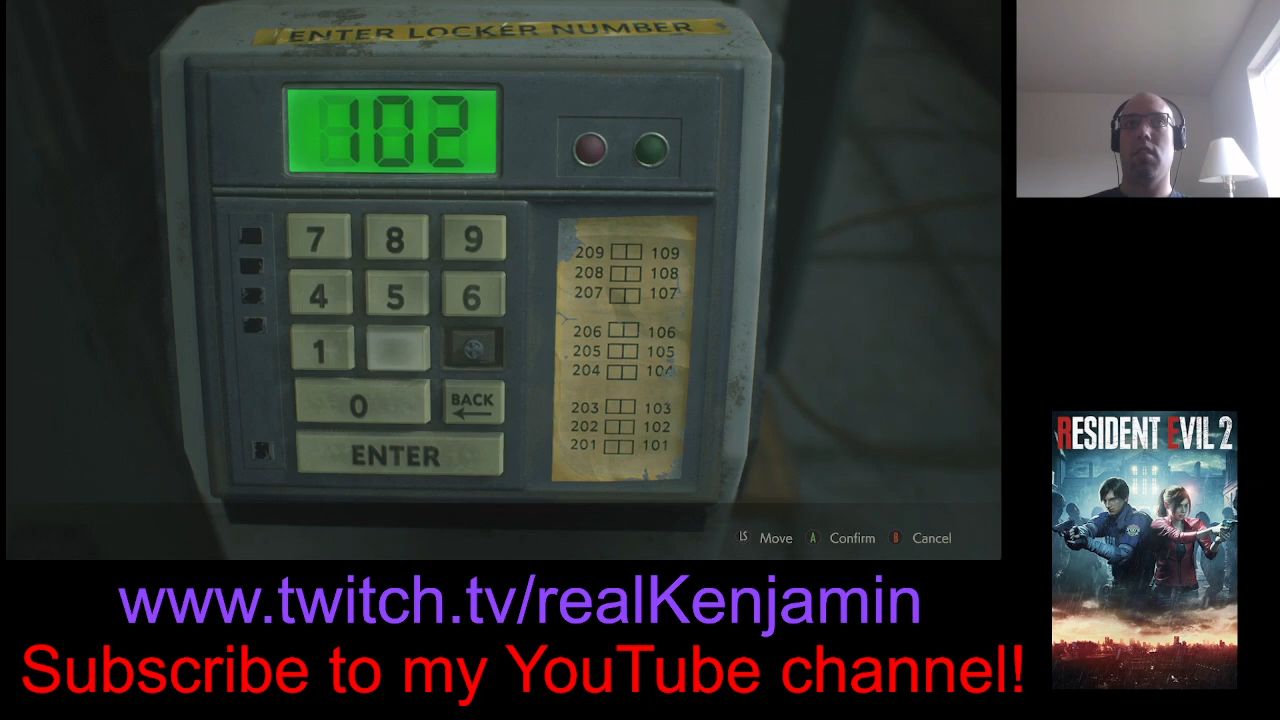 ENTER LOCKER NUMBER
102
7 8 9
4 5 6
1
0 BACK
ENTER
209 109
208 108
207 107
206 106
205 105
204 104
203 103
202 102
201 101
LS Move A Confirm B Cancel
RESIDENT EVIL 2
www.twitch.tv/realKenjamin
Subscribe to my YouTube channel!